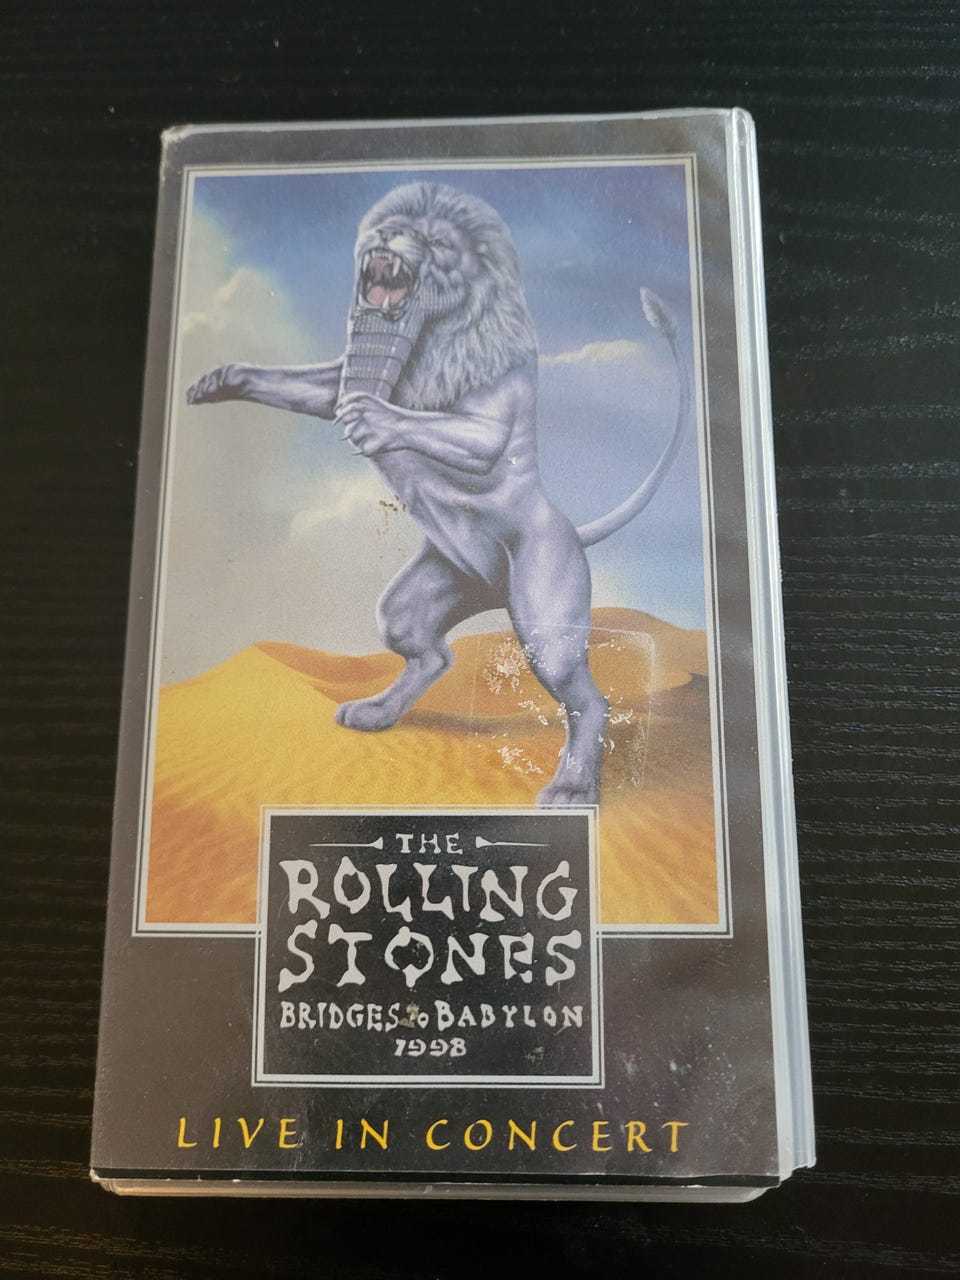 THE
ROLLING
STONES
BRIDGES TO BABYLON
1998
LIVE IN CONCERT